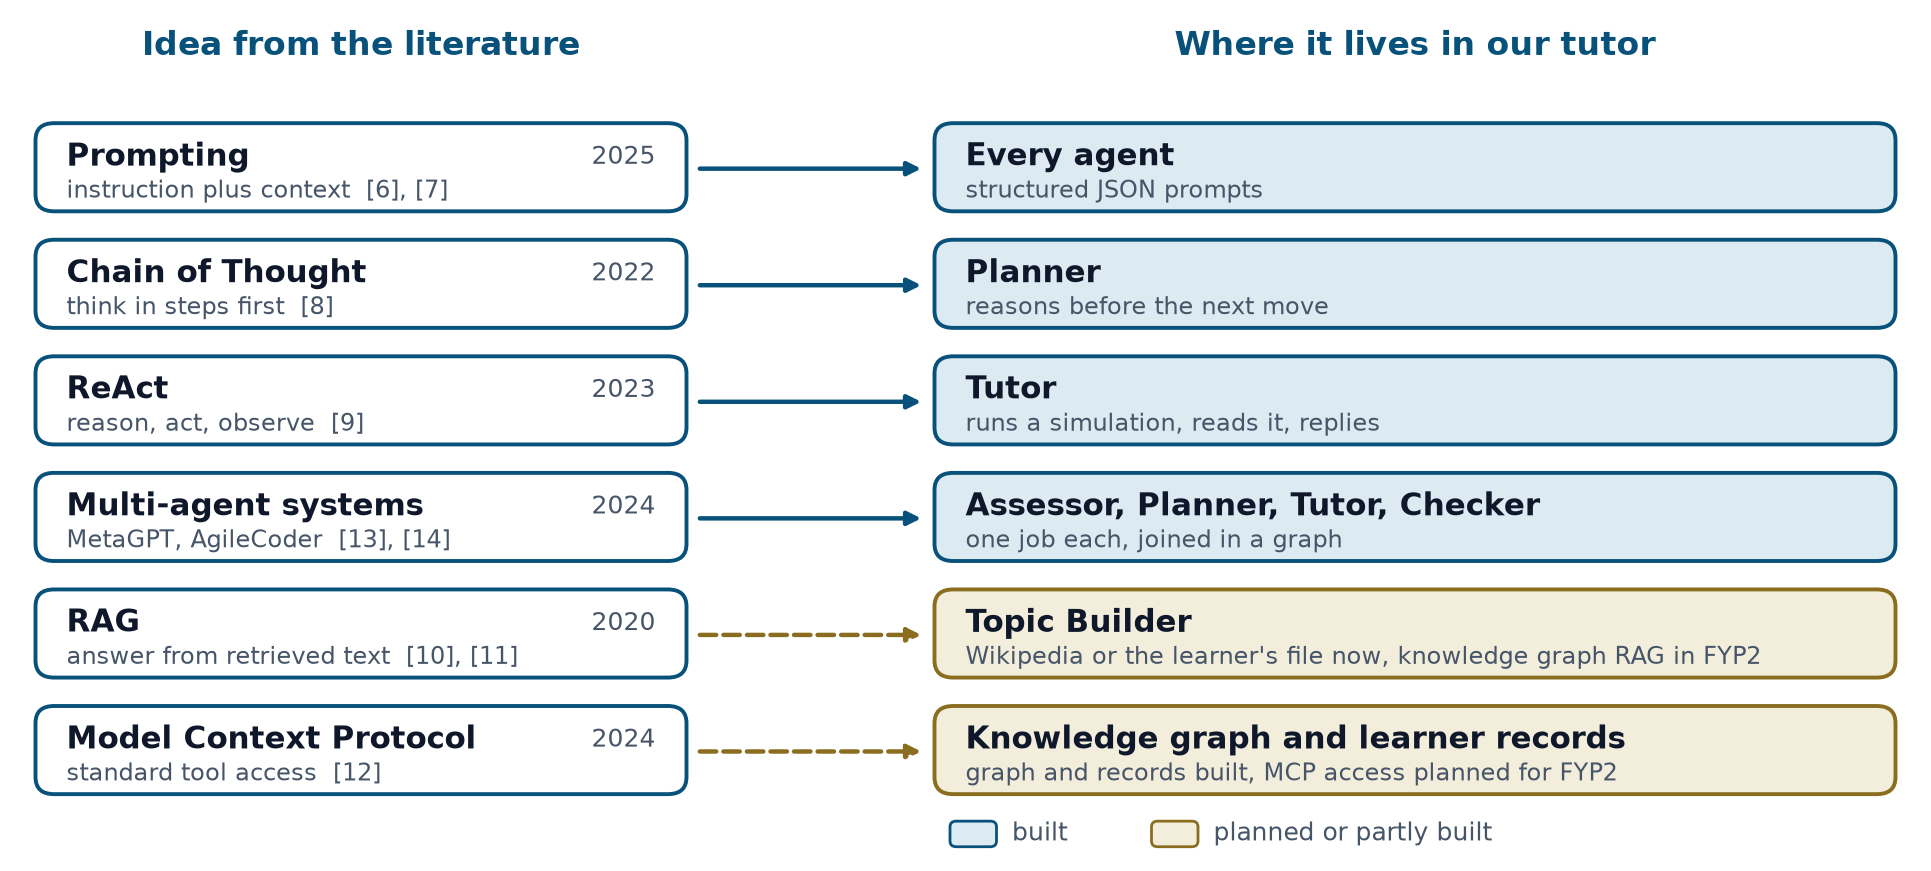 Idea from the literature
Where it lives in our tutor
Prompting 2025
instruction plus context [6], [7]
Every agent
structured JSON prompts
Chain of Thought 2022
think in steps first [8]
Planner
reasons before the next move
ReAct 2023
reason, act, observe [9]
Tutor
runs a simulation, reads it, replies
Multi-agent systems 2024
MetaGPT, AgileCoder [13], [14]
Assessor, Planner, Tutor, Checker
one job each, joined in a graph
RAG 2020
answer from retrieved text [10], [11]
Topic Builder
Wikipedia or the learner's file now, knowledge graph RAG in FYP2
Model Context Protocol 2024
standard tool access [12]
Knowledge graph and learner records
graph and records built, MCP access planned for FYP2
built
planned or partly built